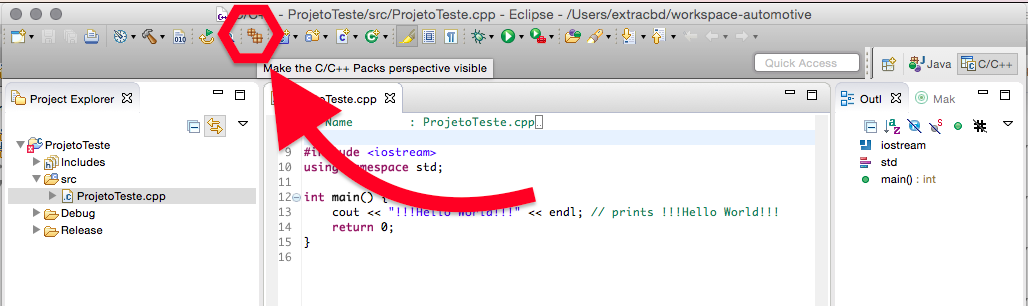 C/C++ - ProjetoTeste/src/ProjetoTeste.cpp - Eclipse - /Users/extracbd/workspace-automotive
010
Make the C/C++ Packs perspective visible
Quick Access
Java
C/C++
Project Explorer
ProjetoTeste
Includes
src
ProjetoTeste.cpp
Debug
Release
Teste.cpp
Name : ProjetoTeste.cpp
9 #include <iostream>
10 using namespace std;
11
12 int main() {
13 cout << "!!!Hello World!!!" << endl; // prints !!!Hello World!!!
14 return 0;
15 }
16
Outl
Mak
iostream
std
main() : int